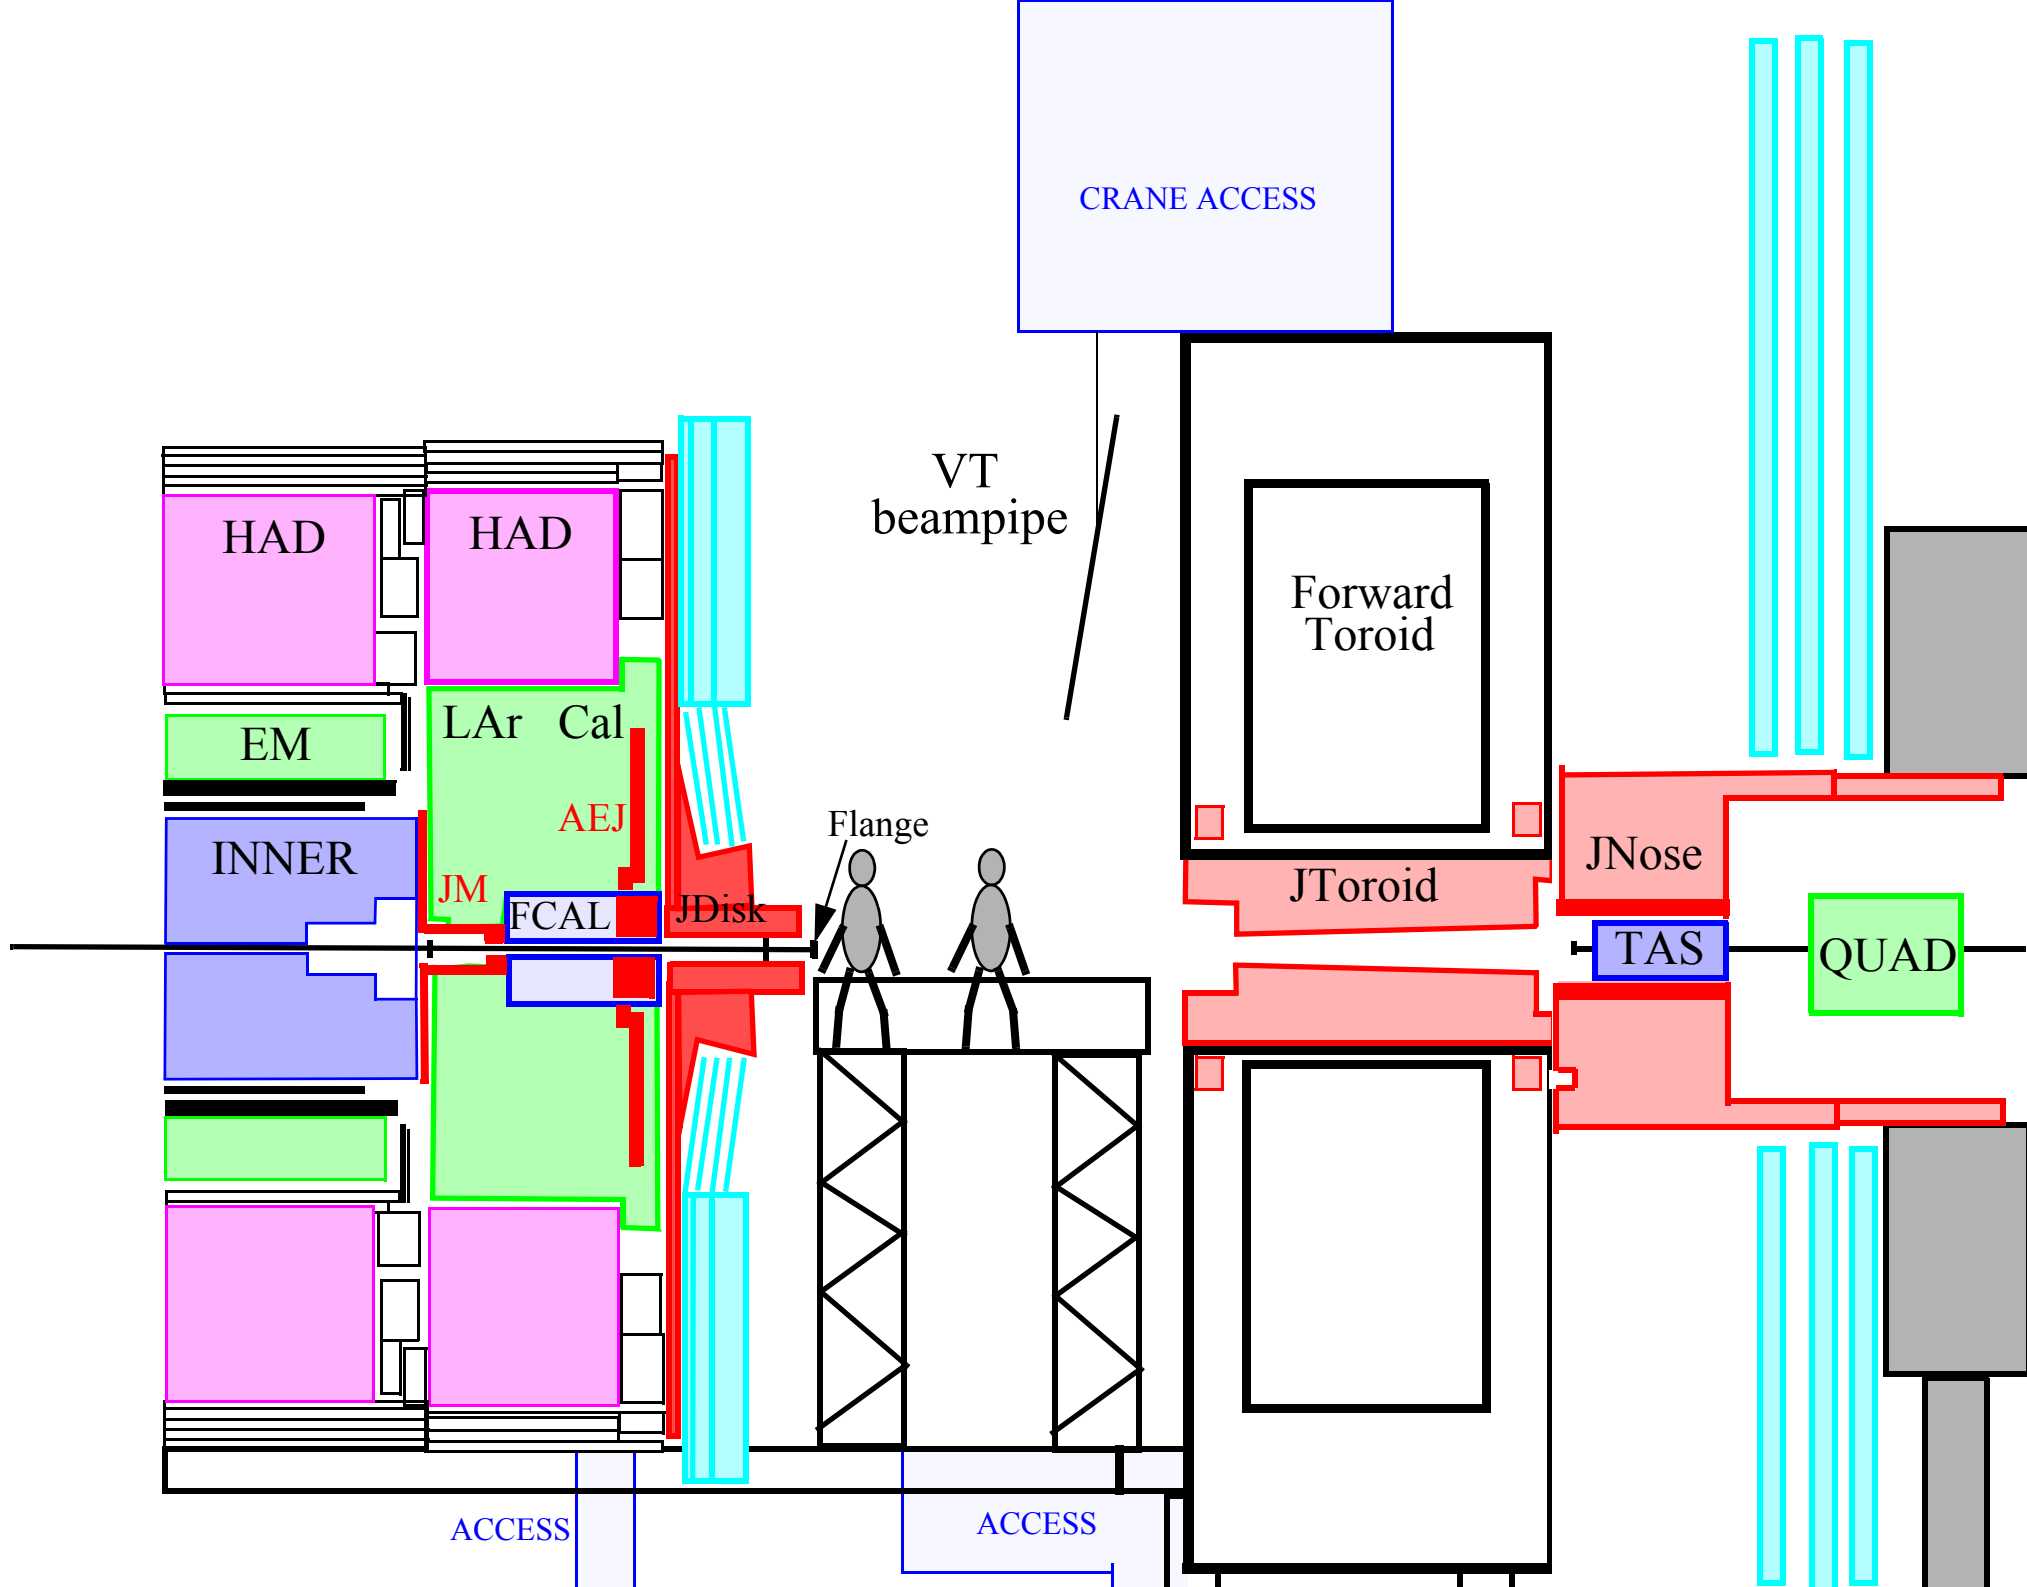 CRANE ACCESS
VT
beampipe
HAD
HAD
Forward
Toroid
LAr Cal
EM
AEJ
Flange
INNER
JM
FCAL
JDisk
JToroid
JNose
TAS
QUAD
ACCESS
ACCESS